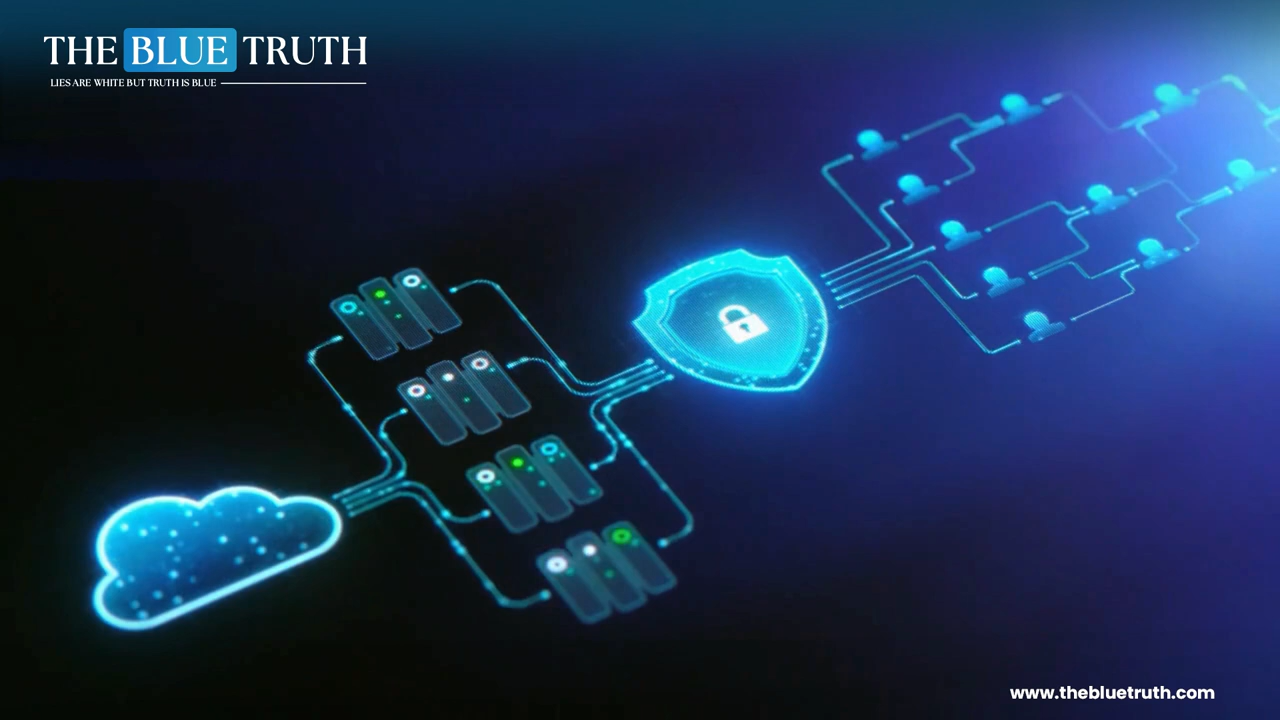 THE BLUE TRUTH
LIES ARE WHITE BUT TRUTH IS BLUE
www.thebluetruth.com